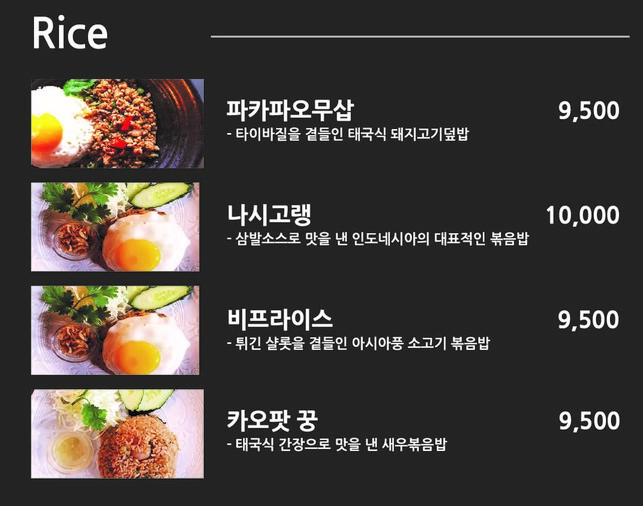 Rice
파카파오무삽 9,500
- 타이바질을 곁들인 태국식 돼지고기덮밥
나시고랭 10,000
- 삼발소스로 맛을 낸 인도네시아의 대표적인 볶음밥
비프라이스 9,500
- 튀긴 샬롯을 곁들인 아시아풍 소고기 볶음밥
카오팟 꿍 9,500
- 태국식 간장으로 맛을 낸 새우볶음밥